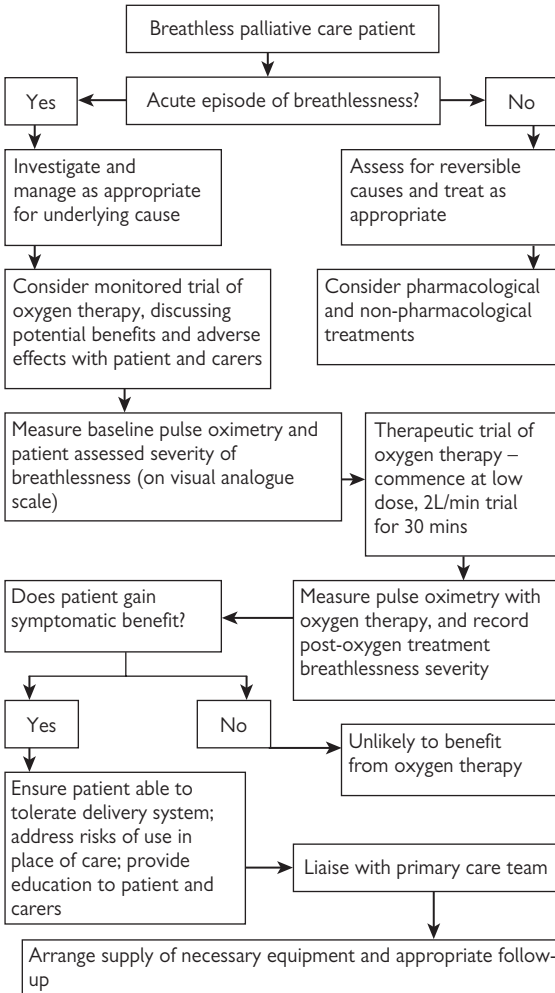 Breathless palliative care patient
Yes
Acute episode of breathlessness?
No
Investigate and
manage as appropriate
for underlying cause
Assess for reversible
causes and treat as
appropriate
Consider monitored trial of
oxygen therapy, discussing
potential benefits and adverse
effects with patient and carers
Consider pharmacological
and non-pharmacological
treatments
Measure baseline pulse oximetry and
patient assessed severity of
breathlessness (on visual analogue
scale)
Therapeutic trial of
oxygen therapy –
commence at low
dose, 2L/min trial
for 30 mins
Does patient gain
symptomatic benefit?
Measure pulse oximetry with
oxygen therapy, and record
post-oxygen treatment
breathlessness severity
Yes
No
Unlikely to benefit
from oxygen therapy
Ensure patient able to
tolerate delivery system;
address risks of use in
place of care; provide
education to patient and
carers
Liaise with primary care team
Arrange supply of necessary equipment and appropriate follow-
up